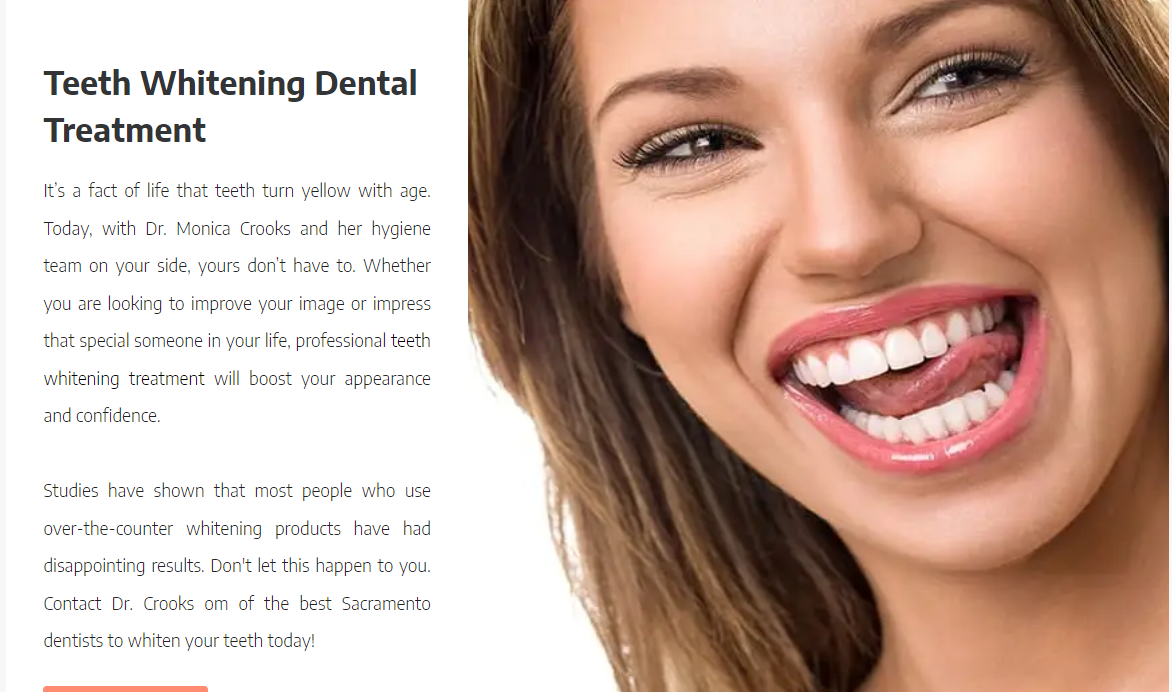 Teeth Whitening Dental
Treatment
It's a fact of life that teeth turn yellow with age.
Today, with Dr. Monica Crooks and her hygiene
team on your side, yours don't have to. Whether
you are looking to improve your image or impress
that special someone in your life, professional teeth
whitening treatment will boost your appearance
and confidence.
Studies have shown that most people who use
over-the-counter whitening products have had
disappointing results. Don't let this happen to you.
Contact Dr. Crooks om of the best Sacramento
dentists to whiten your teeth today!